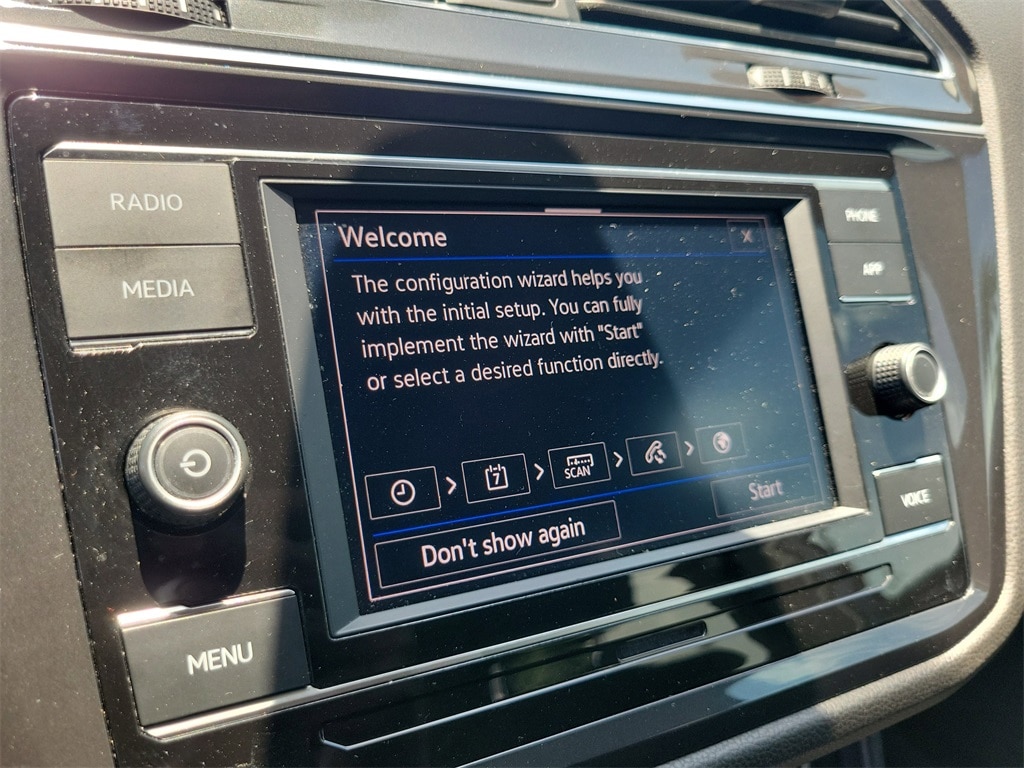 RADIO
MEDIA
MENU
Welcome
X
The configuration wizard helps you
with the initial setup. You can fully
implement the wizard with "Start"
or select a desired function directly.
7
SCAN
Don't show again
Start
PHONE
APP
VOICE